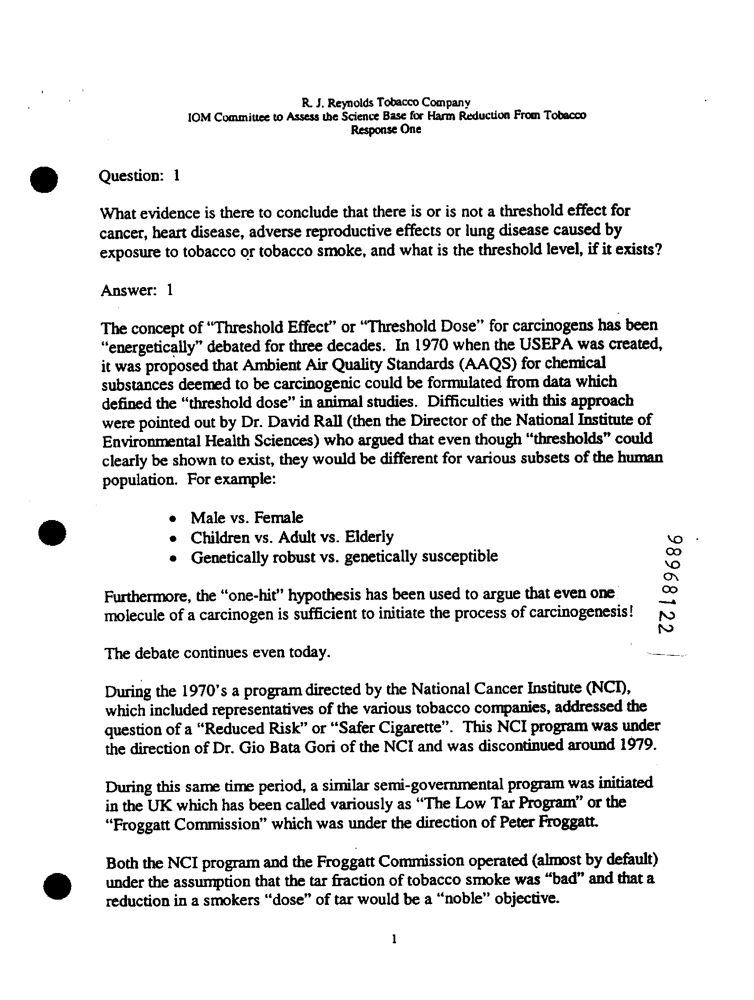 R. J. Reynolds Tobacco Company
IOM Committee to Assess the Science Base for Harm Reduction From Tobacco
Response One
Question: 1
What evidence is there to conclude that there is or is not a threshold effect for
cancer, heart disease, adverse reproductive effects or lung disease caused by
exposure to tobacco or tobacco smoke, and what is the threshold level, if it exists?
Answer: 1
The concept of “Threshold Effect” or “Threshold Dose” for carcinogens has been
“energetically” debated for three decades. In 1970 when the USEPA was created,
it was proposed that Ambient Air Quality Standards (AAQS) for chemical
substances deemed to be carcinogenic could be formulated from data which
defined the “threshold dose” in animal studies. Difficulties with this approach
were pointed out by Dr. David Rall (then the Director of the National Institute of
Environmental Health Sciences) who argued that even though “thresholds” could
clearly be shown to exist, they would be different for various subsets of the human
population. For example:
• Male vs. Female
• Children vs. Adult vs. Elderly
• Genetically robust vs. genetically susceptible
Furthermore, the “one-hit” hypothesis has been used to argue that even one
molecule of a carcinogen is sufficient to initiate the process of carcinogenesis!
The debate continues even today.
During the 1970's a program directed by the National Cancer Institute (NCI),
which included representatives of the various tobacco companies, addressed the
question of a “Reduced Risk” or “Safer Cigarette”. This NCI program was under
the direction of Dr. Gio Bata Gori of the NCI and was discontinued around 1979.
During this same time period, a similar semi-governmental program was initiated
in the UK which has been called variously as “The Low Tar Program” or the
“Froggatt Commission” which was under the direction of Peter Froggatt.
Both the NCI program and the Froggatt Commission operated (almost by default)
under the assumption that the tar fraction of tobacco smoke was “bad” and that a
reduction in a smokers “dose” of tar would be a “noble” objective.
1
98968122